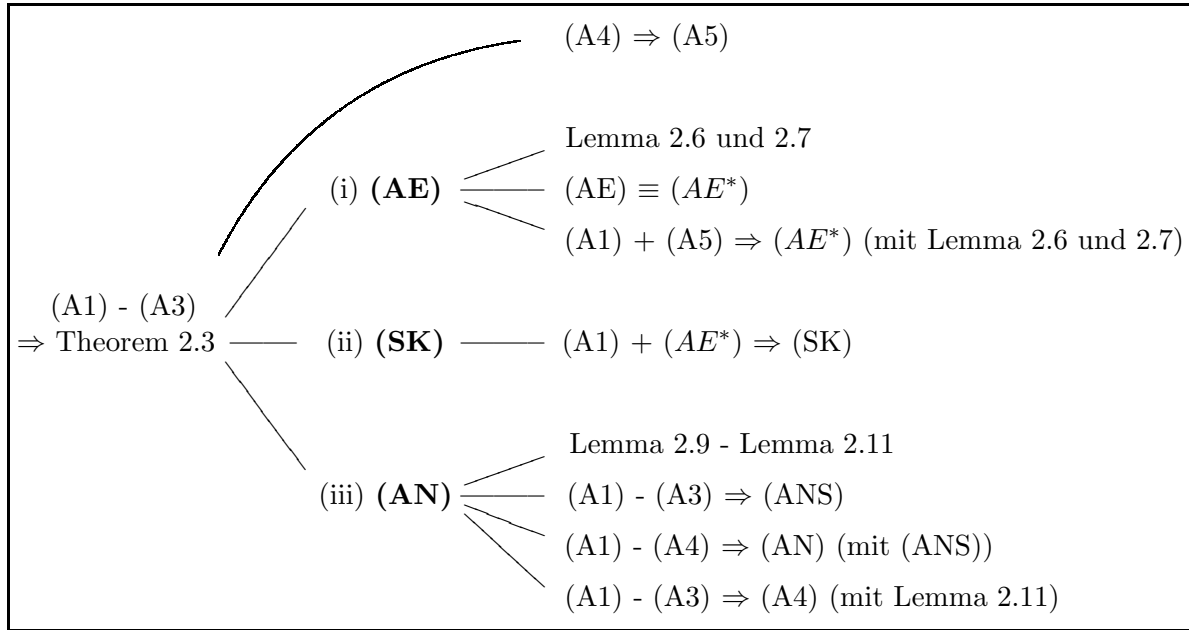 (A4) ⇒ (A5)
Lemma 2.6 und 2.7
(i) (AE)
(AE) ≡ (AE*)
(A1) + (A5) ⇒ (AE*) (mit Lemma 2.6 und 2.7)
(A1) - (A3)
⇒ Theorem 2.3
(ii) (SK)
(A1) + (AE*) ⇒ (SK)
Lemma 2.9 - Lemma 2.11
(iii) (AN)
(A1) - (A3) ⇒ (ANS)
(A1) - (A4) ⇒ (AN) (mit (ANS))
(A1) - (A3) ⇒ (A4) (mit Lemma 2.11)